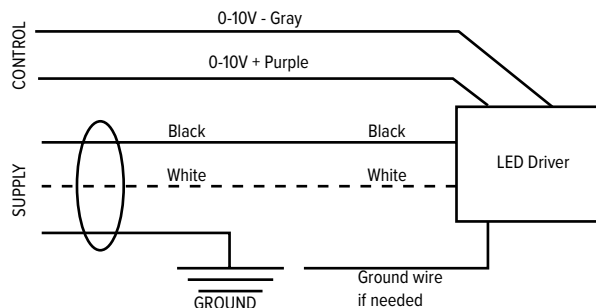 CONTROL
0-10V - Gray
0-10V + Purple
Black
Black
LED Driver
SUPPLY
White
White
GROUND
Ground wire
if needed